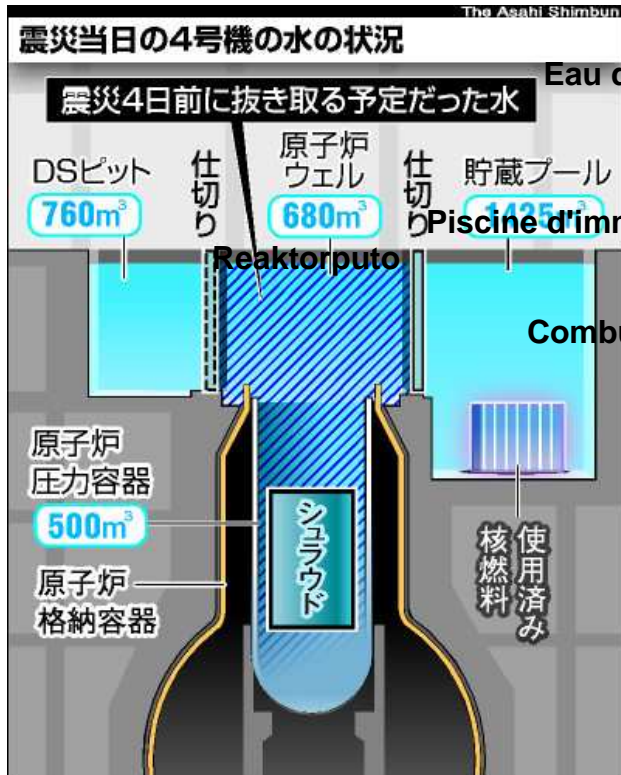 The Asahi Shimbun
震災当日の4号機の水の状況
Eau d
震災4日前に抜き取る予定だった水
DSピット
760m³
仕切り
原子炉
ウェル
680m³
仕切り
貯蔵プール
1425m³
Piscine d'imm
Reaktorputo
Combu
原子炉
圧力容器
500m³
シュラウド
原子炉
格納容器
使用済み
核燃料